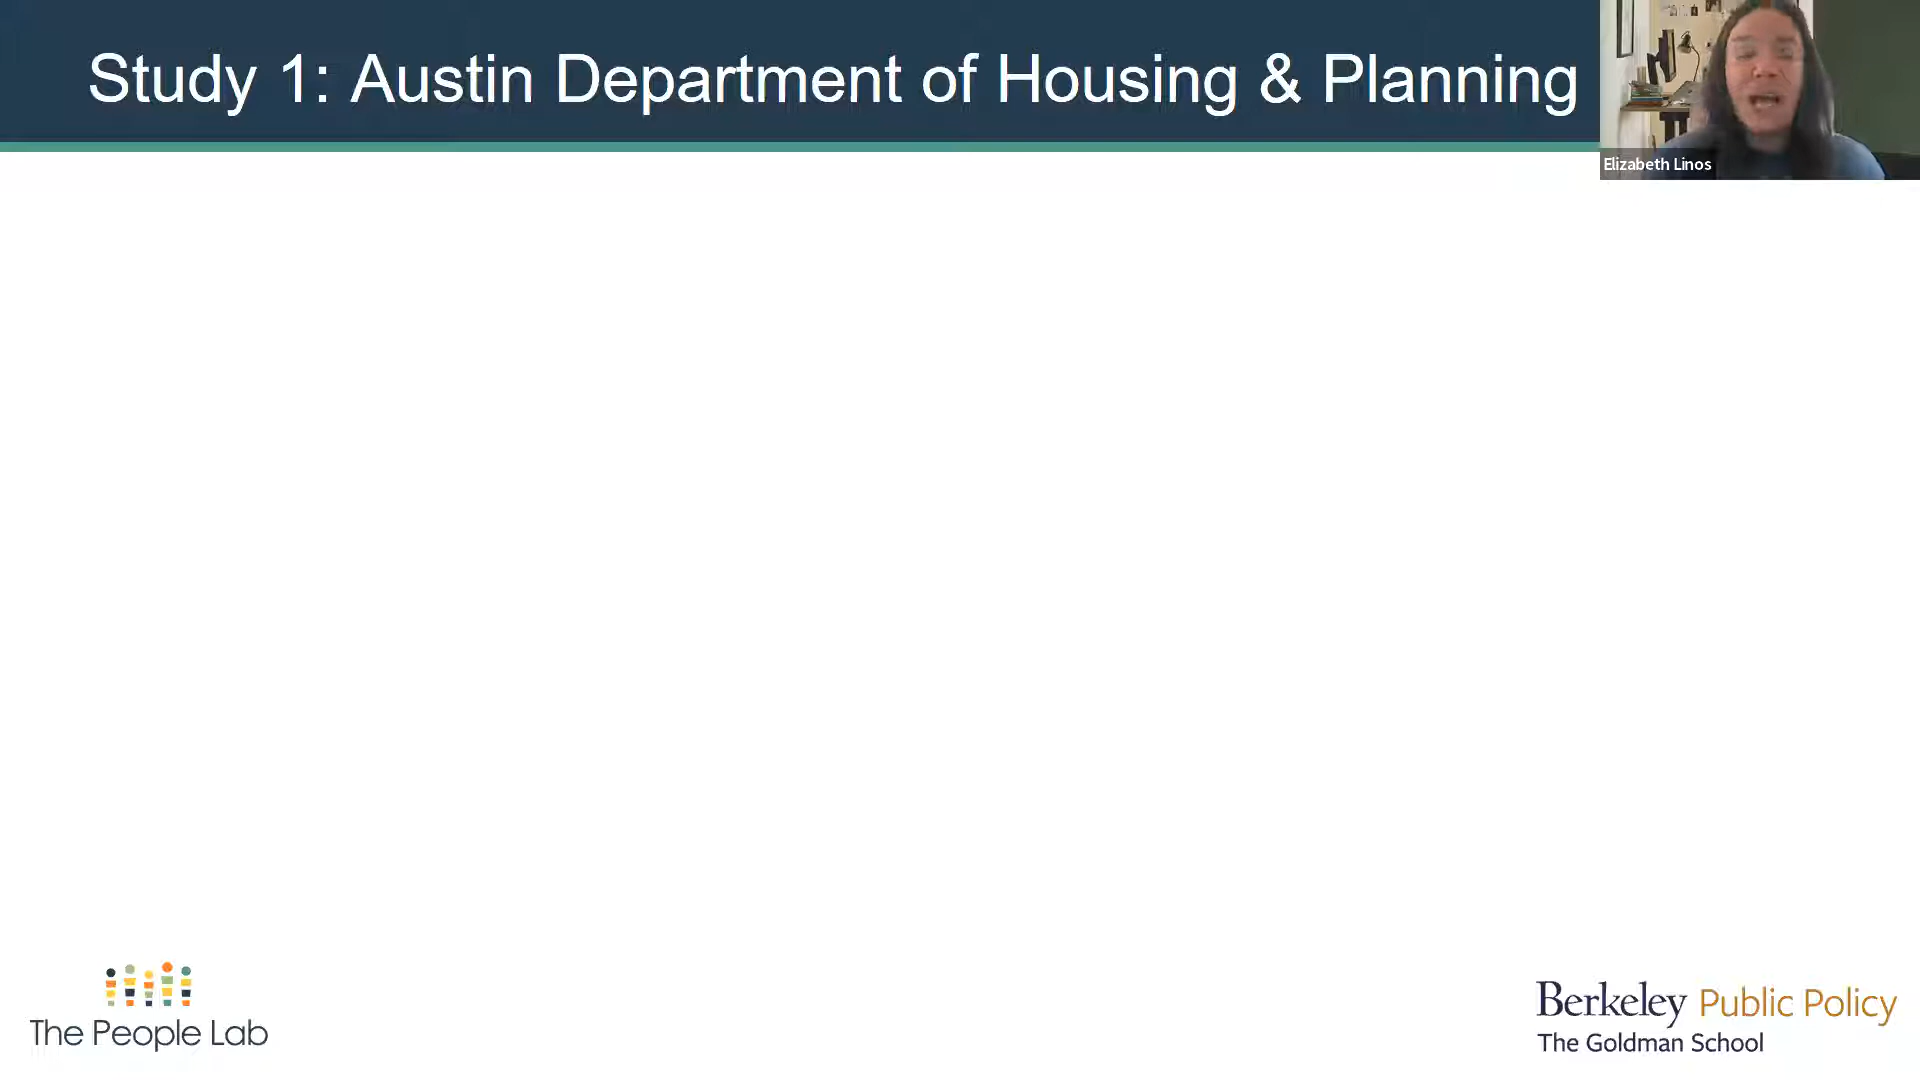 Study 1: Austin Department of Housing & Planning
Elizabeth Linos
The People Lab
Berkeley Public Policy
The Goldman School